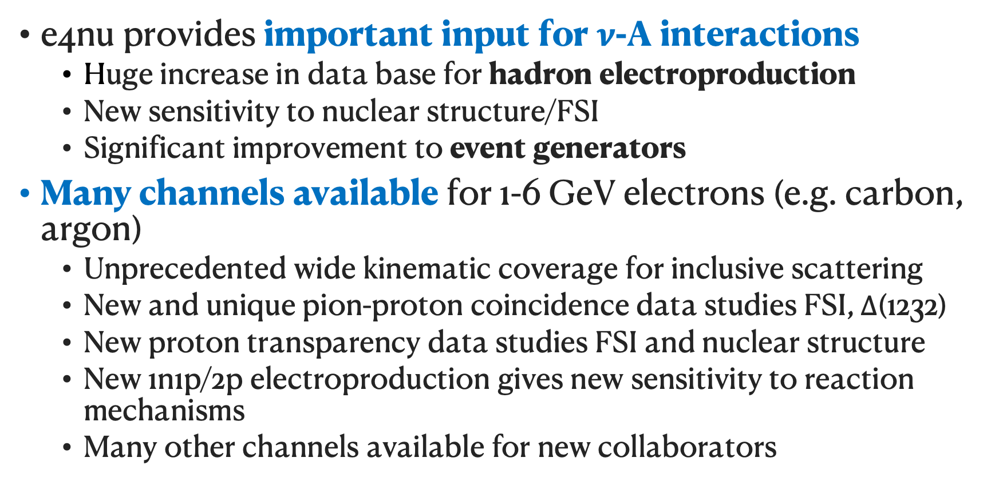 • e4nu provides important input for ν-A interactions
• Huge increase in data base for hadron electroproduction
• New sensitivity to nuclear structure/FSI
• Significant improvement to event generators
• Many channels available for 1-6 GeV electrons (e.g. carbon,
argon)
• Unprecedented wide kinematic coverage for inclusive scattering
• New and unique pion-proton coincidence data studies FSI, Δ(1232)
• New proton transparency data studies FSI and nuclear structure
• New 1n1p/2p electroproduction gives new sensitivity to reaction
mechanisms
• Many other channels available for new collaborators